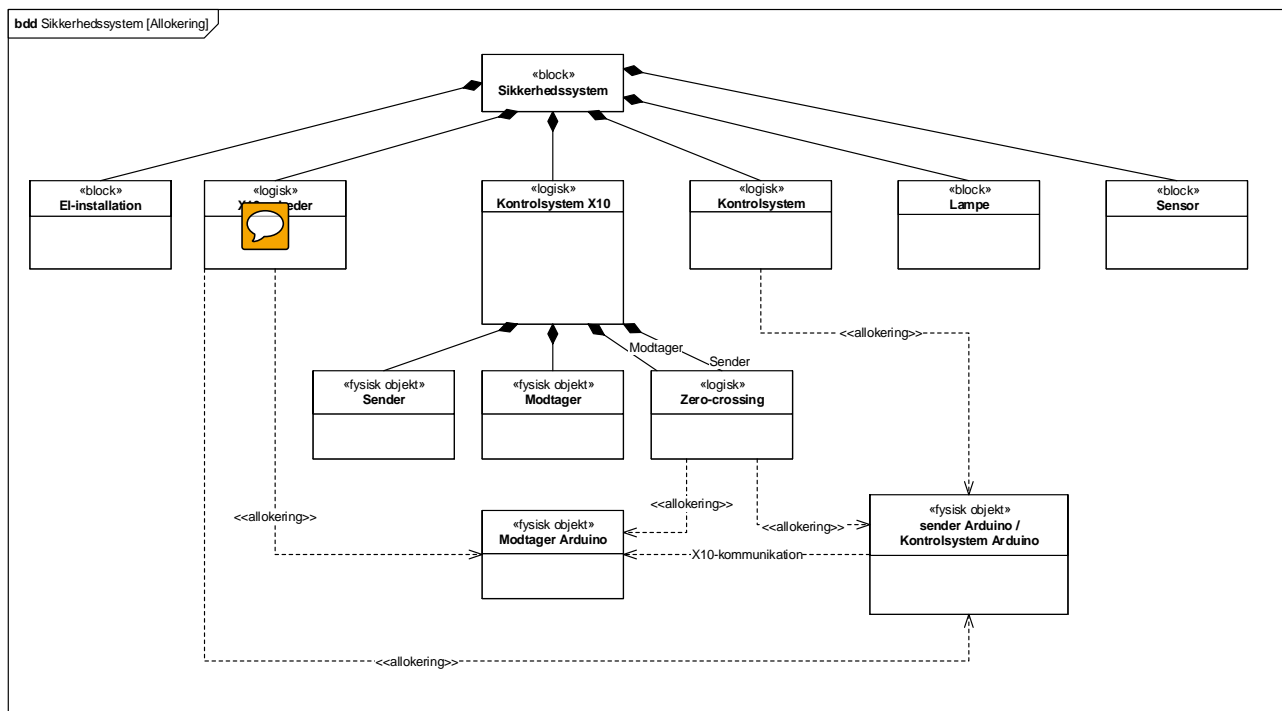 bdd Sikkerhedssystem [Allokering]
«block»
Sikkerhedssystem
«block»
El-installation
«logisk»
«logisk»
Kontrolsystem X10
«logisk»
Kontrolsystem
«block»
Lampe
«block»
Sensor
<<allokering>>
Modtager
Sender
«fysisk objekt»
Sender
«fysisk objekt»
Modtager
«logisk»
Zero-crossing
<<allokering>>
<<allokering>>
<<allokering>>
«fysisk objekt»
Modtager Arduino
«fysisk objekt»
sender Arduino /
Kontrolsystem Arduino
X10-kommunikation
<<allokering>>